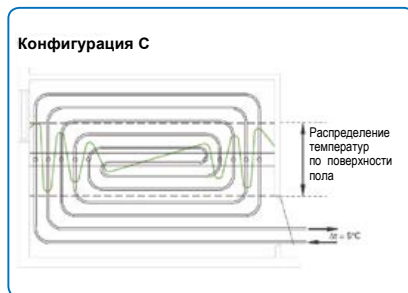 Конфигурация С
Распределение
температур
по поверхности
пола
Δt = 5°C